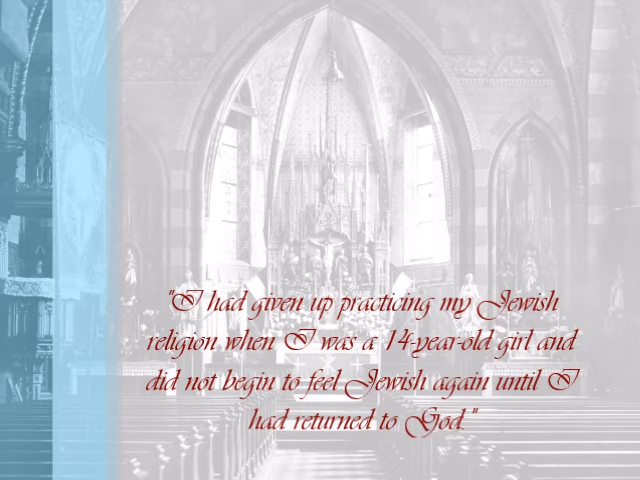 "I had given up practicing my Jewish
religion when I was a 14-year-old girl and
did not begin to feel Jewish again until I
had returned to God."